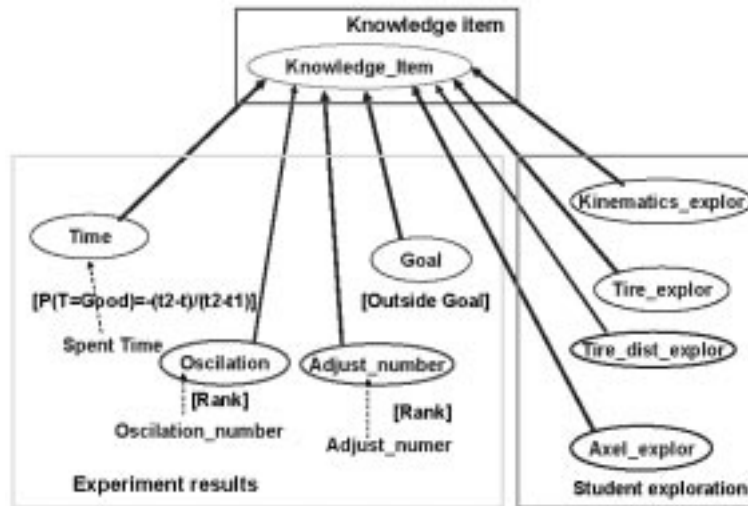 Knowledge item
Knowledge_Item
Kinematics_explor
Time
Goal
[P(T=Good)=-(t2-t)/(t2-t1)]
[Outside Goal]
Tire_explor
Spent Time
Oscilation
Adjust_number
Tire_dist_explor
[Rank]
[Rank]
Oscilation_number
Adjust_numer
Axel_explor
Experiment results
Student exploration